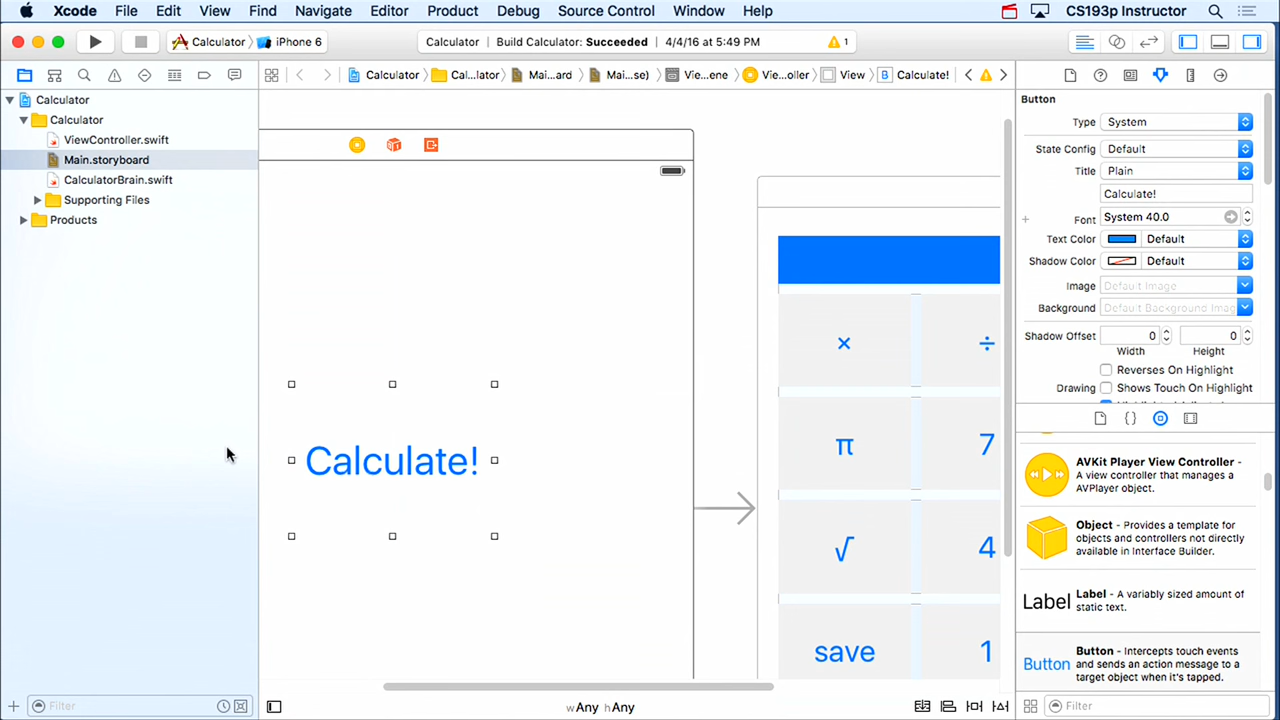 Xcode File Edit View Find Navigate Editor Product Debug Source Control Window Help CS193p Instructor
Calculator iPhone 6 Calculator Build Calculator: Succeeded 4/4/16 at 5:49 PM 1
Calculator Cal...lator Mai...ard Mai...se) Vie...ene Vie...oller View B Calculate!
Calculator
Calculator
ViewController.swift
Main.storyboard
CalculatorBrain.swift
Supporting Files
Products
Calculate!
× ÷
π 7
√ 4
save 1
Button
Type System
State Config Default
Title Plain
Calculate!
Font System 40.0
Text Color Default
Shadow Color Default
Image Default Image
Background Default Background Imag
Shadow Offset 0 0
Width Height
Reverses On Highlight
Drawing Shows Touch On Highlight
AVKit Player View Controller -
A view controller that manages a
AVPlayer object.
Object - Provides a template for
objects and controllers not directly
available in Interface Builder.
Label Label - A variably sized amount of
static text.
Button Button - Intercepts touch events
and sends an action message to a
target object when it's tapped.
Filter wAny hAny Filter